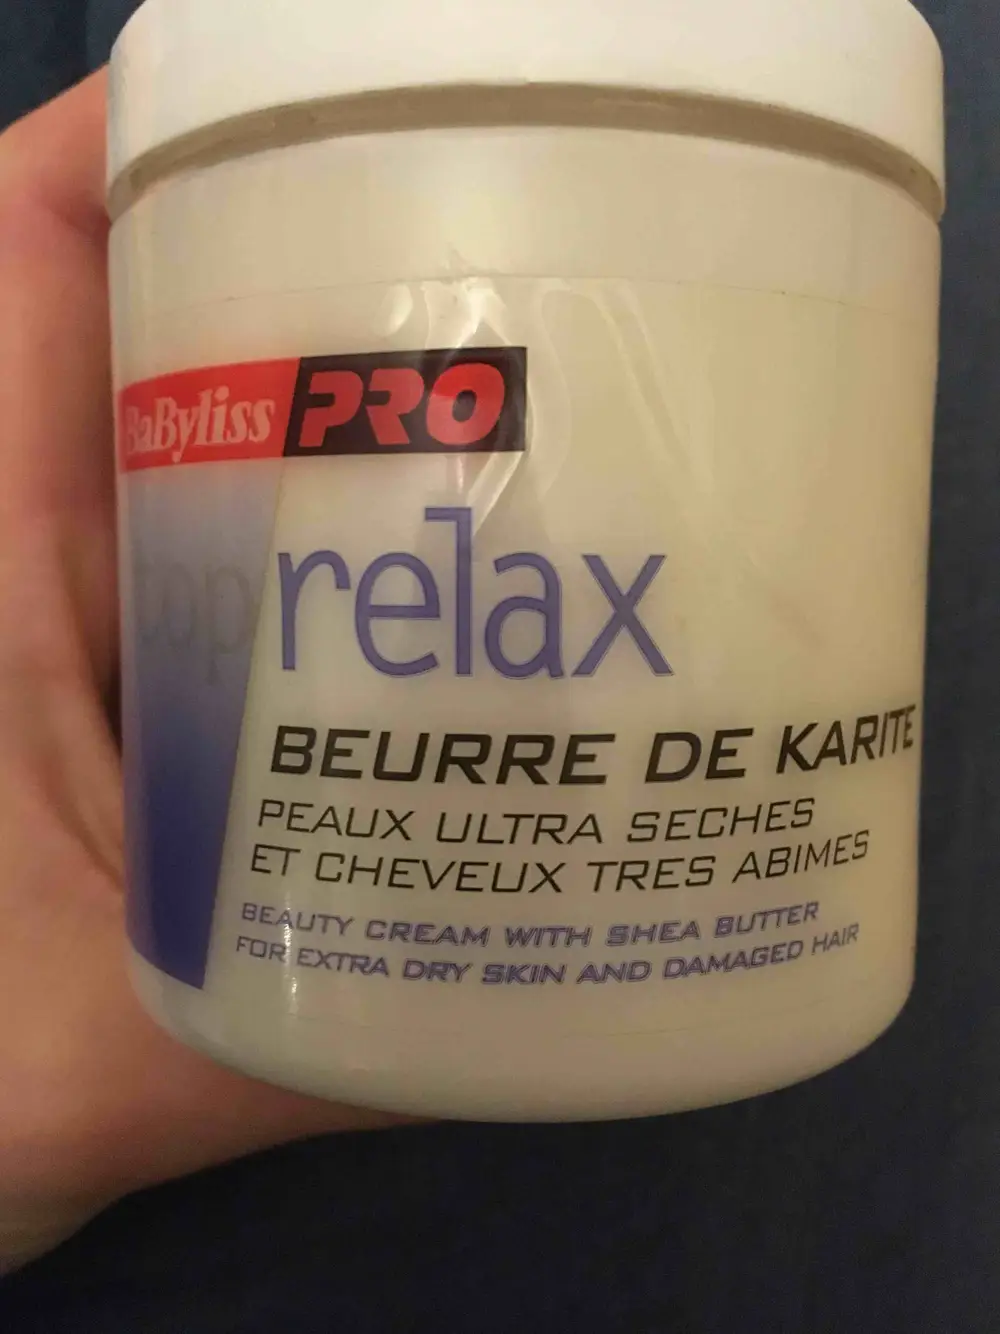 BaByliss PRO
top relax
BEURRE DE KARITE
PEAUX ULTRA SECHES
ET CHEVEUX TRES ABIMES
BEAUTY CREAM WITH SHEA BUTTER
FOR EXTRA DRY SKIN AND DAMAGED HAIR